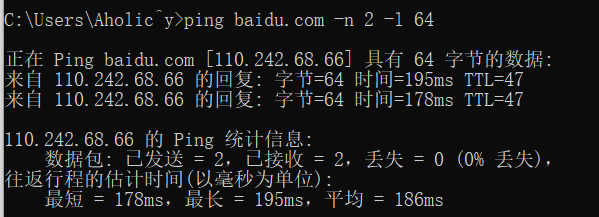 C:\Users\Aholic^y>ping baidu.com -n 2 -l 64
正在 Ping baidu.com [110.242.68.66] 具有 64 字节的数据:
来自 110.242.68.66 的回复: 字节=64 时间=195ms TTL=47
来自 110.242.68.66 的回复: 字节=64 时间=178ms TTL=47
110.242.68.66 的 Ping 统计信息:
数据包: 已发送 = 2，已接收 = 2，丢失 = 0 (0% 丢失)，
往返行程的估计时间(以毫秒为单位):
最短 = 178ms，最长 = 195ms，平均 = 186ms